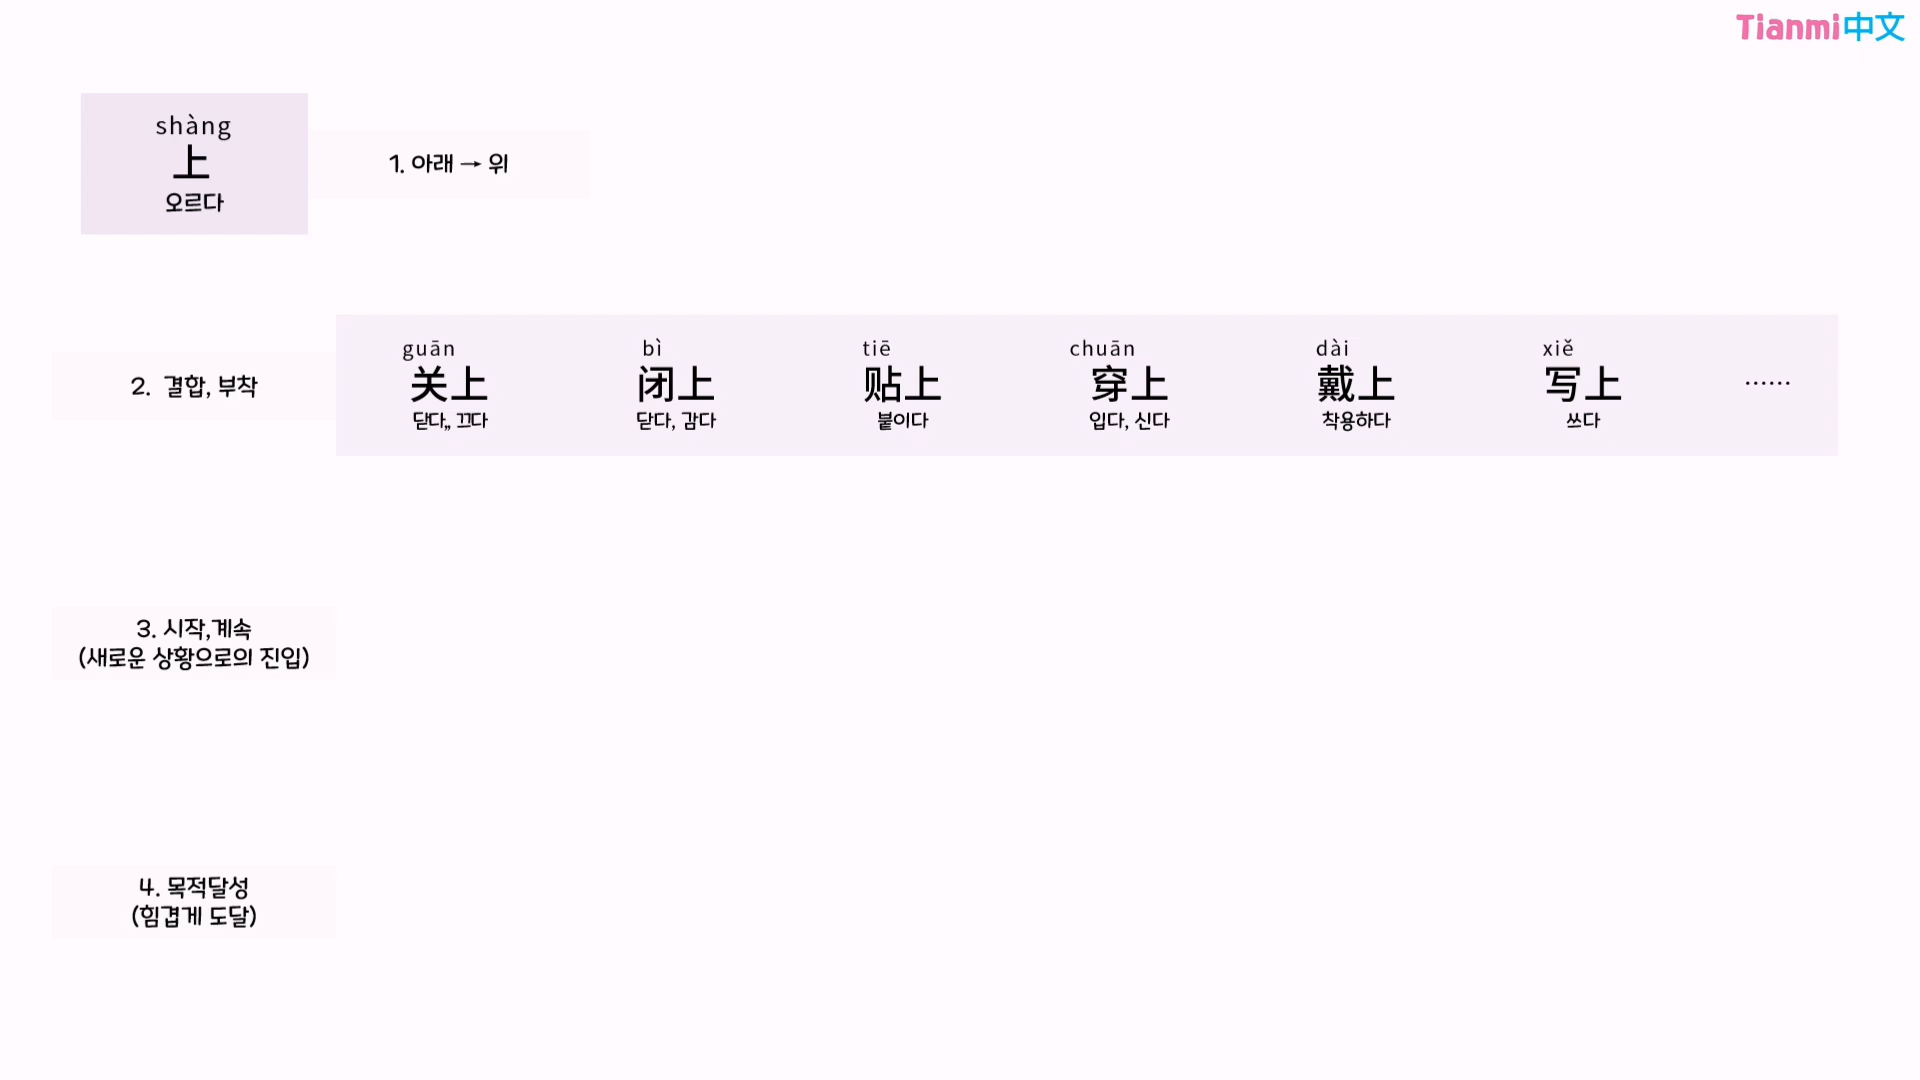 Tianmi中文
shàng
上
오르다
1. 아래 → 위
2. 결합, 부착
guān bì tiē chuān dài xiě
关上 闭上 贴上 穿上 戴上 写上 ……
닫다,, 끄다 닫다, 감다 붙이다 입다, 신다 착용하다 쓰다
3. 시작,계속
(새로운 상황으로의 진입)
4. 목적달성
(힘겹게 도달)